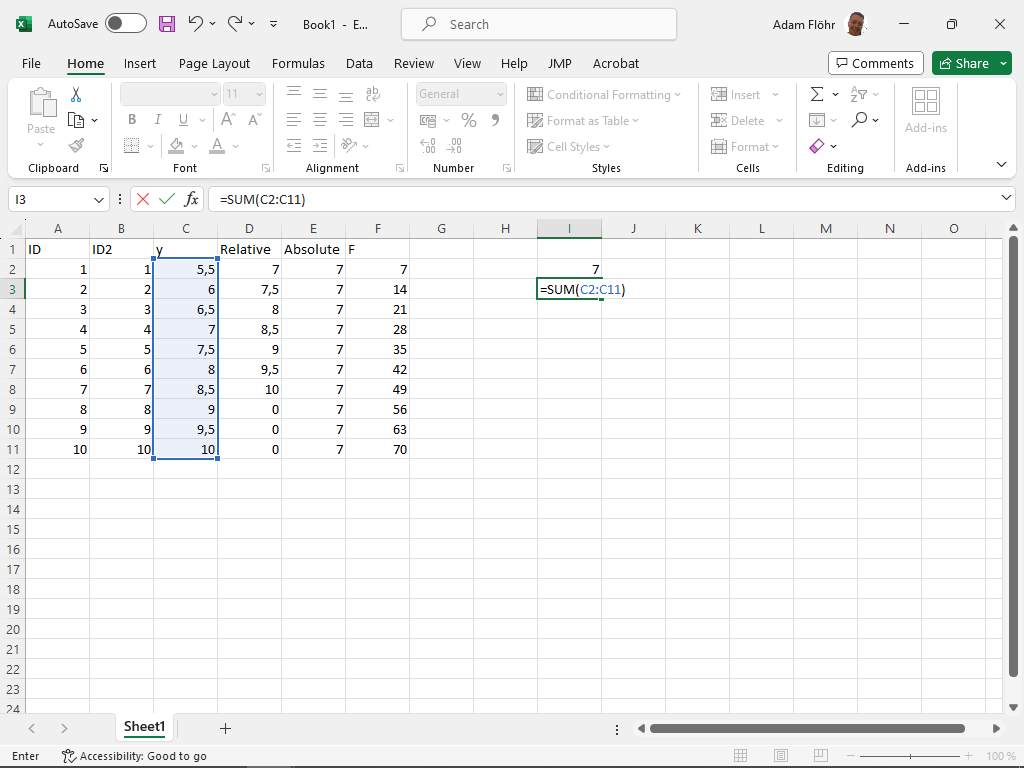 AutoSave Book1 - E... Search Adam Flöhr
File Home Insert Page Layout Formulas Data Review View Help JMP Acrobat Comments Share
Paste 11 B I U A A ab c General % 9 Conditional Formatting Format as Table Cell Styles Insert Delete Format Σ Add-ins
Clipboard Font Alignment Number Styles Cells Editing Add-ins
I3 fx =SUM(C2:C11)
A B C D E F G H I J K L M N O
1 ID ID2 y Relative Absolute F
2 1 1 5,5 7 7 7 7
3 2 2 6 7,5 7 14 =SUM(C2:C11)
4 3 3 6,5 8 7 21
5 4 4 7 8,5 7 28
6 5 5 7,5 9 7 35
7 6 6 8 9,5 7 42
8 7 7 8,5 10 7 49
9 8 8 9 0 7 56
10 9 9 9,5 0 7 63
11 10 10 10 0 7 70
12
13
14
15
16
17
18
19
20
21
22
23
24
Sheet1
Enter Accessibility: Good to go 100 %